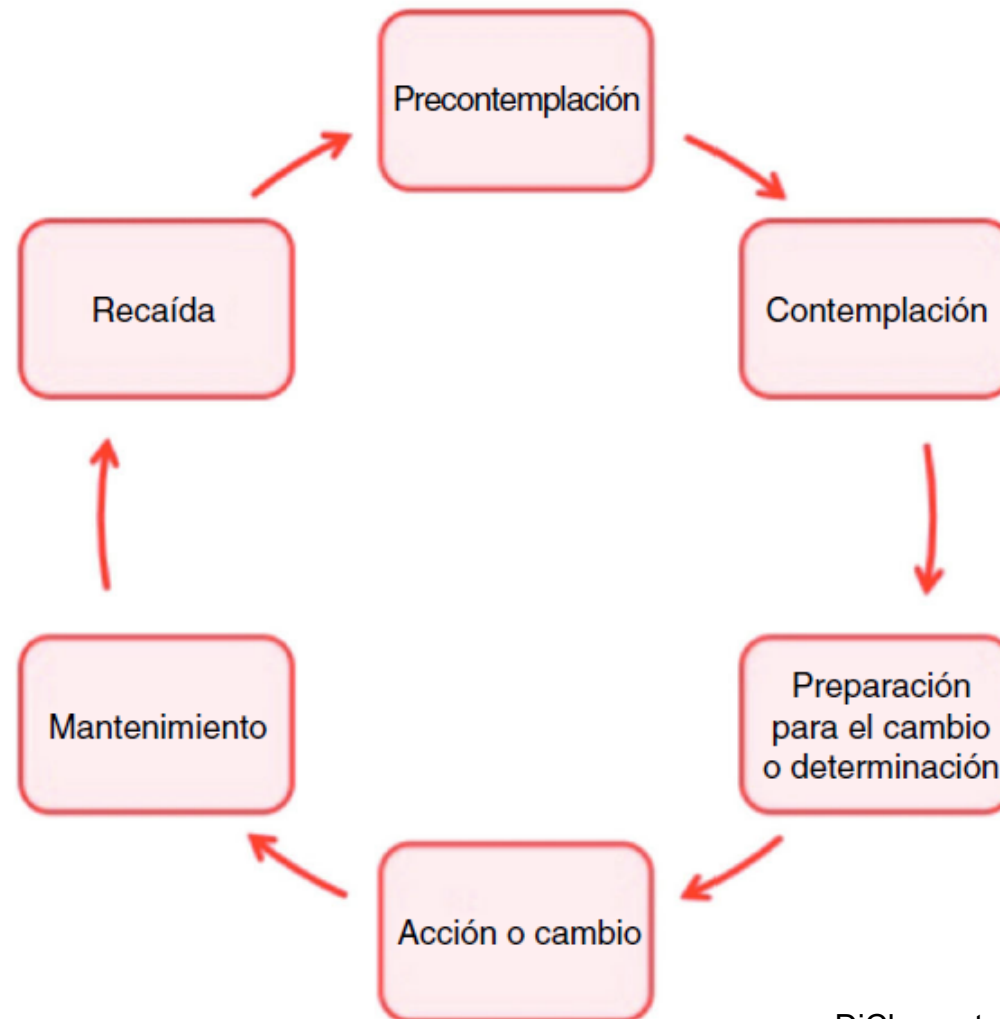 Precontemplación
Contemplación
Preparación
para el cambio
o determinación
Acción o cambio
Mantenimiento
Recaída